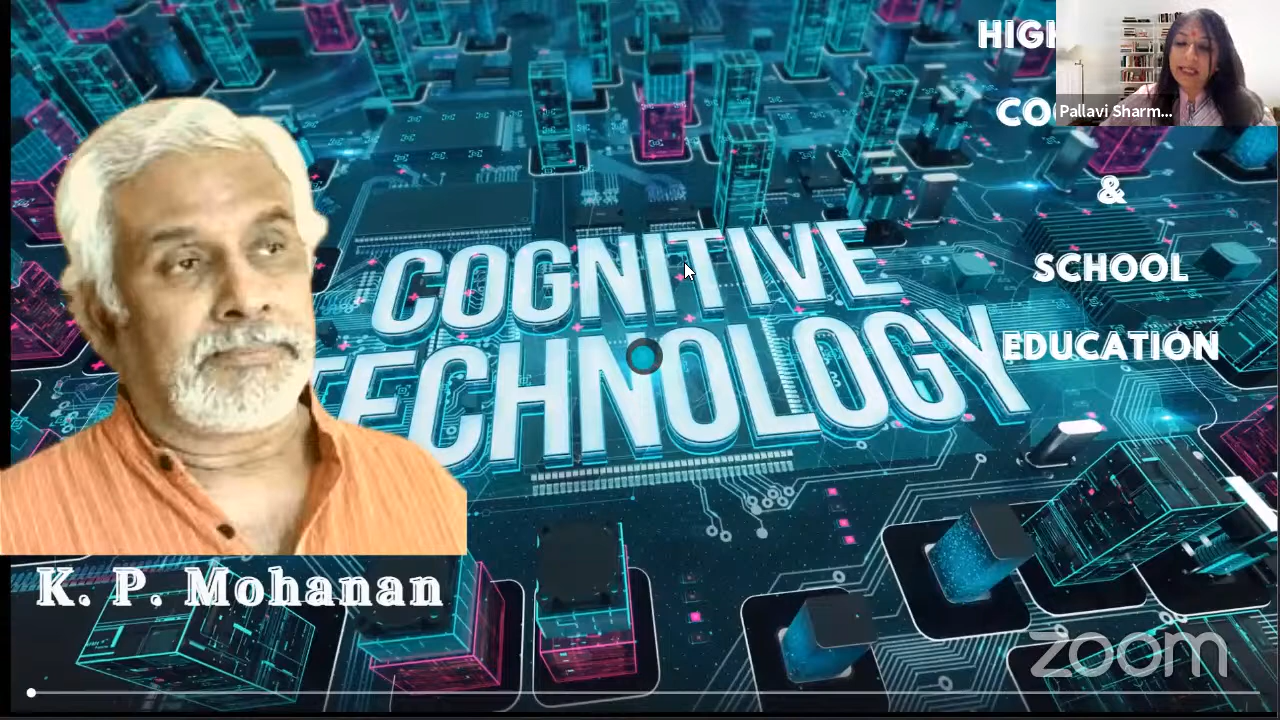 HIGH
CO
Pallavi Sharm...
&
SCHOOL
EDUCATION
COGNITIVE
TECHNOLOGY
K. P. Mohanan
zoom